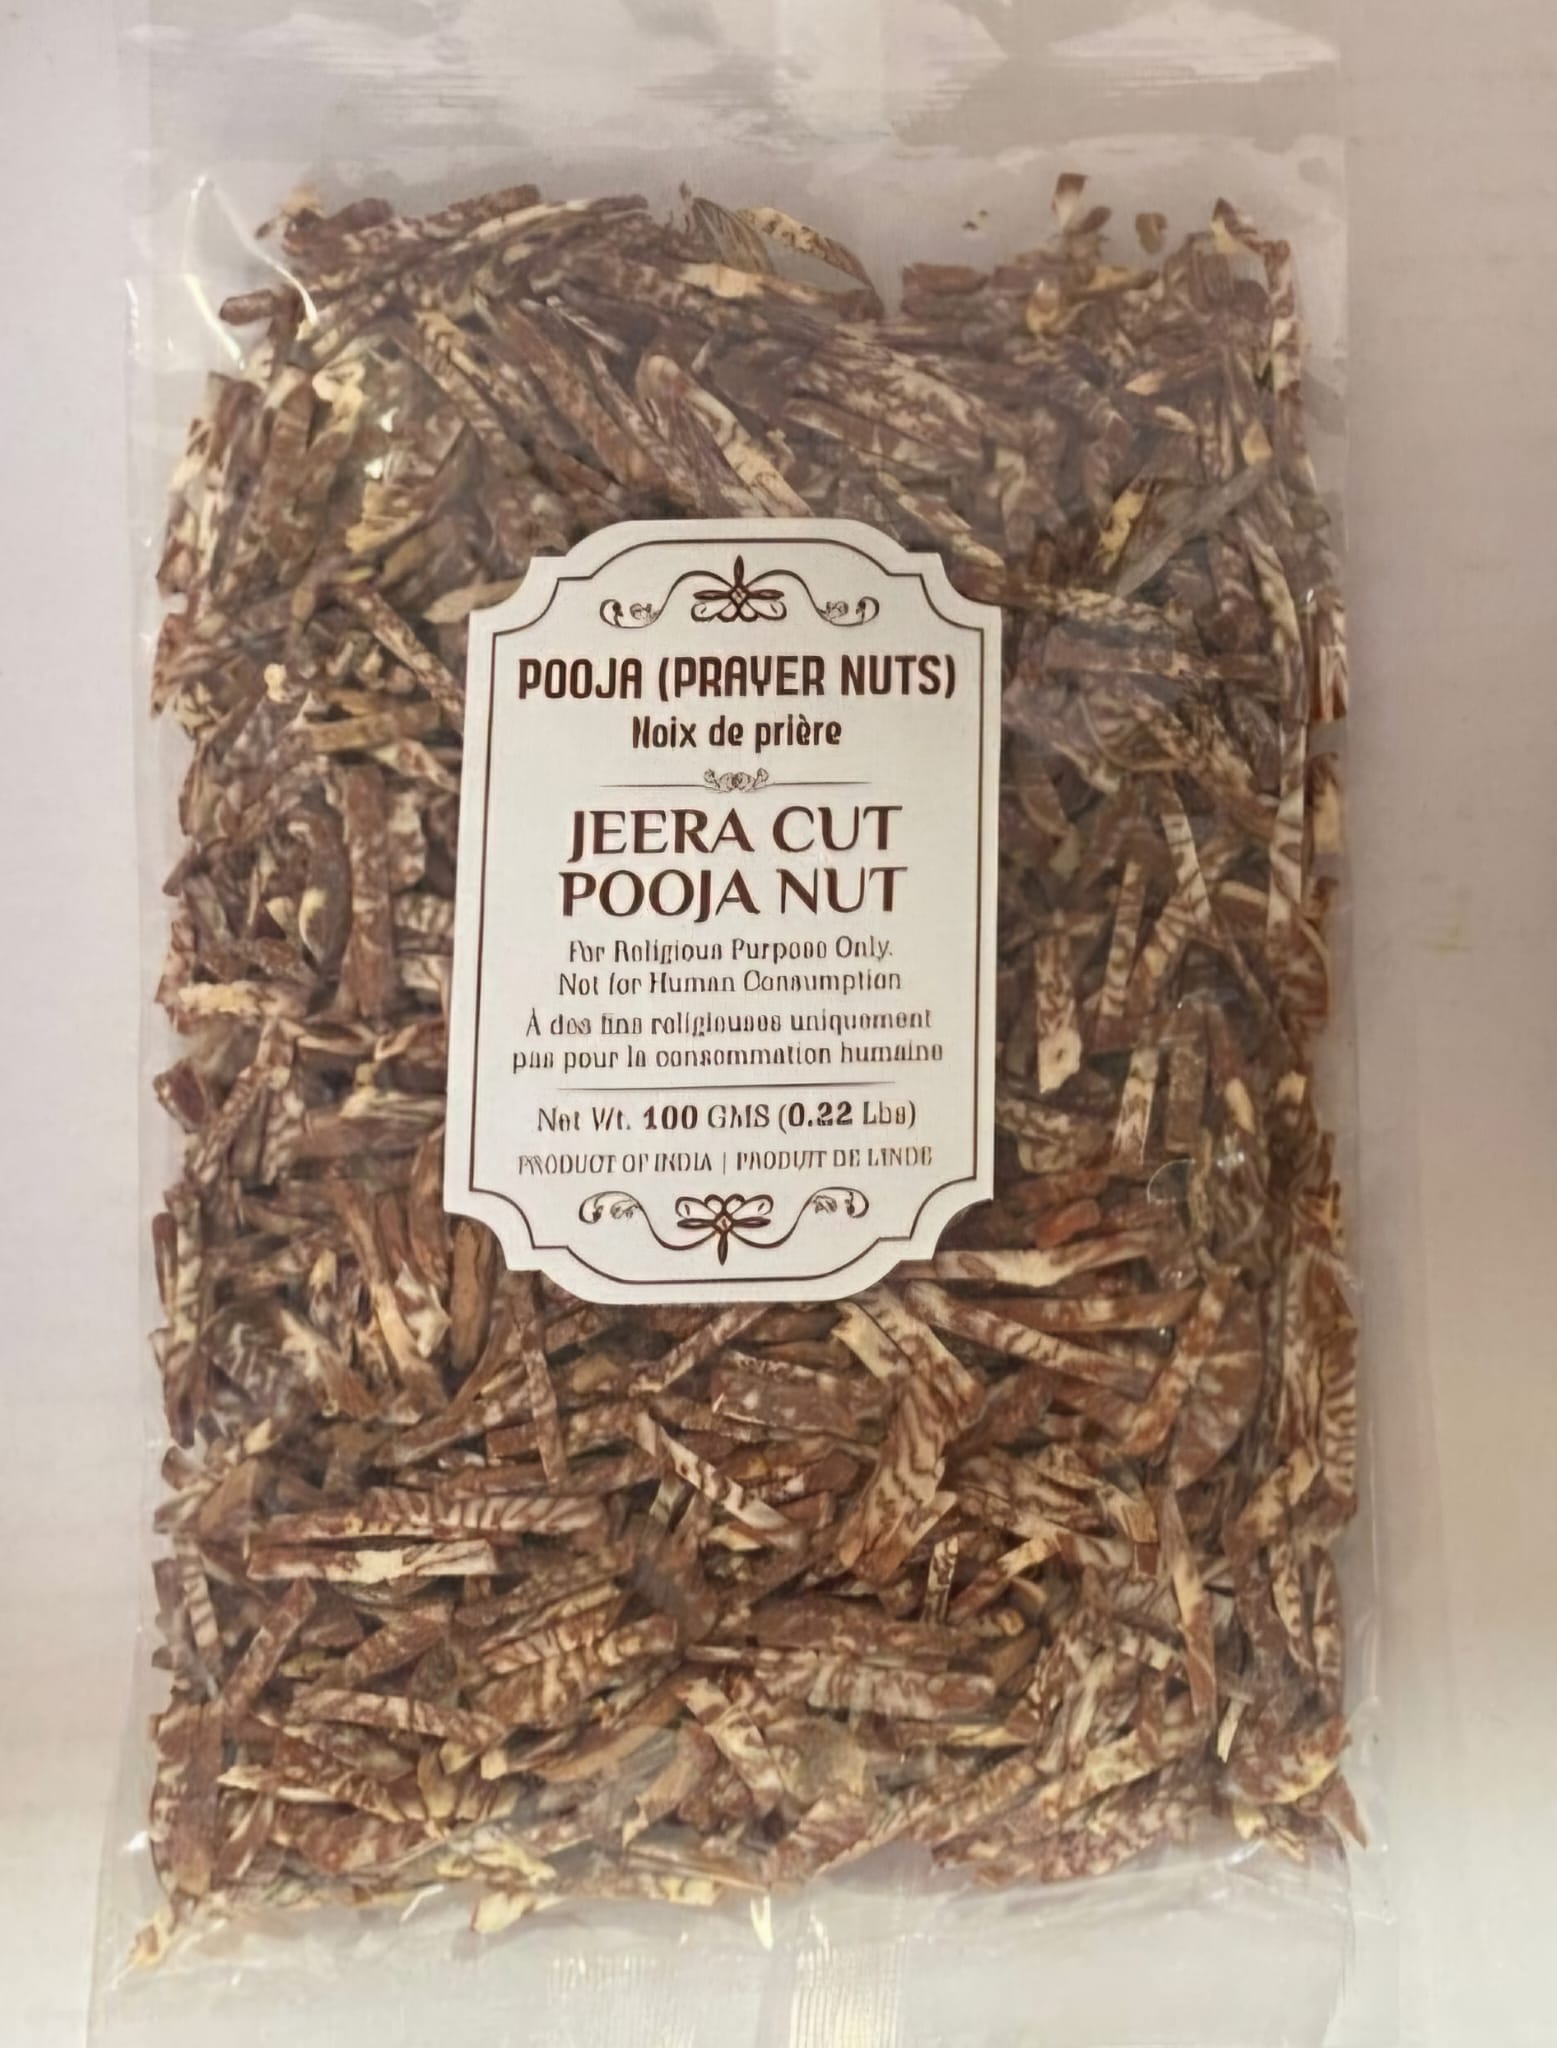 POOJA (PRAYER NUTS)
Noix de prière
JEERA CUT
POOJA NUT
For Religious Purpose Only.
Not for Human Consumption
À des fins religieuses uniquement
pas pour la consommation humaine
Net Wt. 100 GMS (0.22 Lbs)
PRODUCT OF INDIA | PRODUIT DE